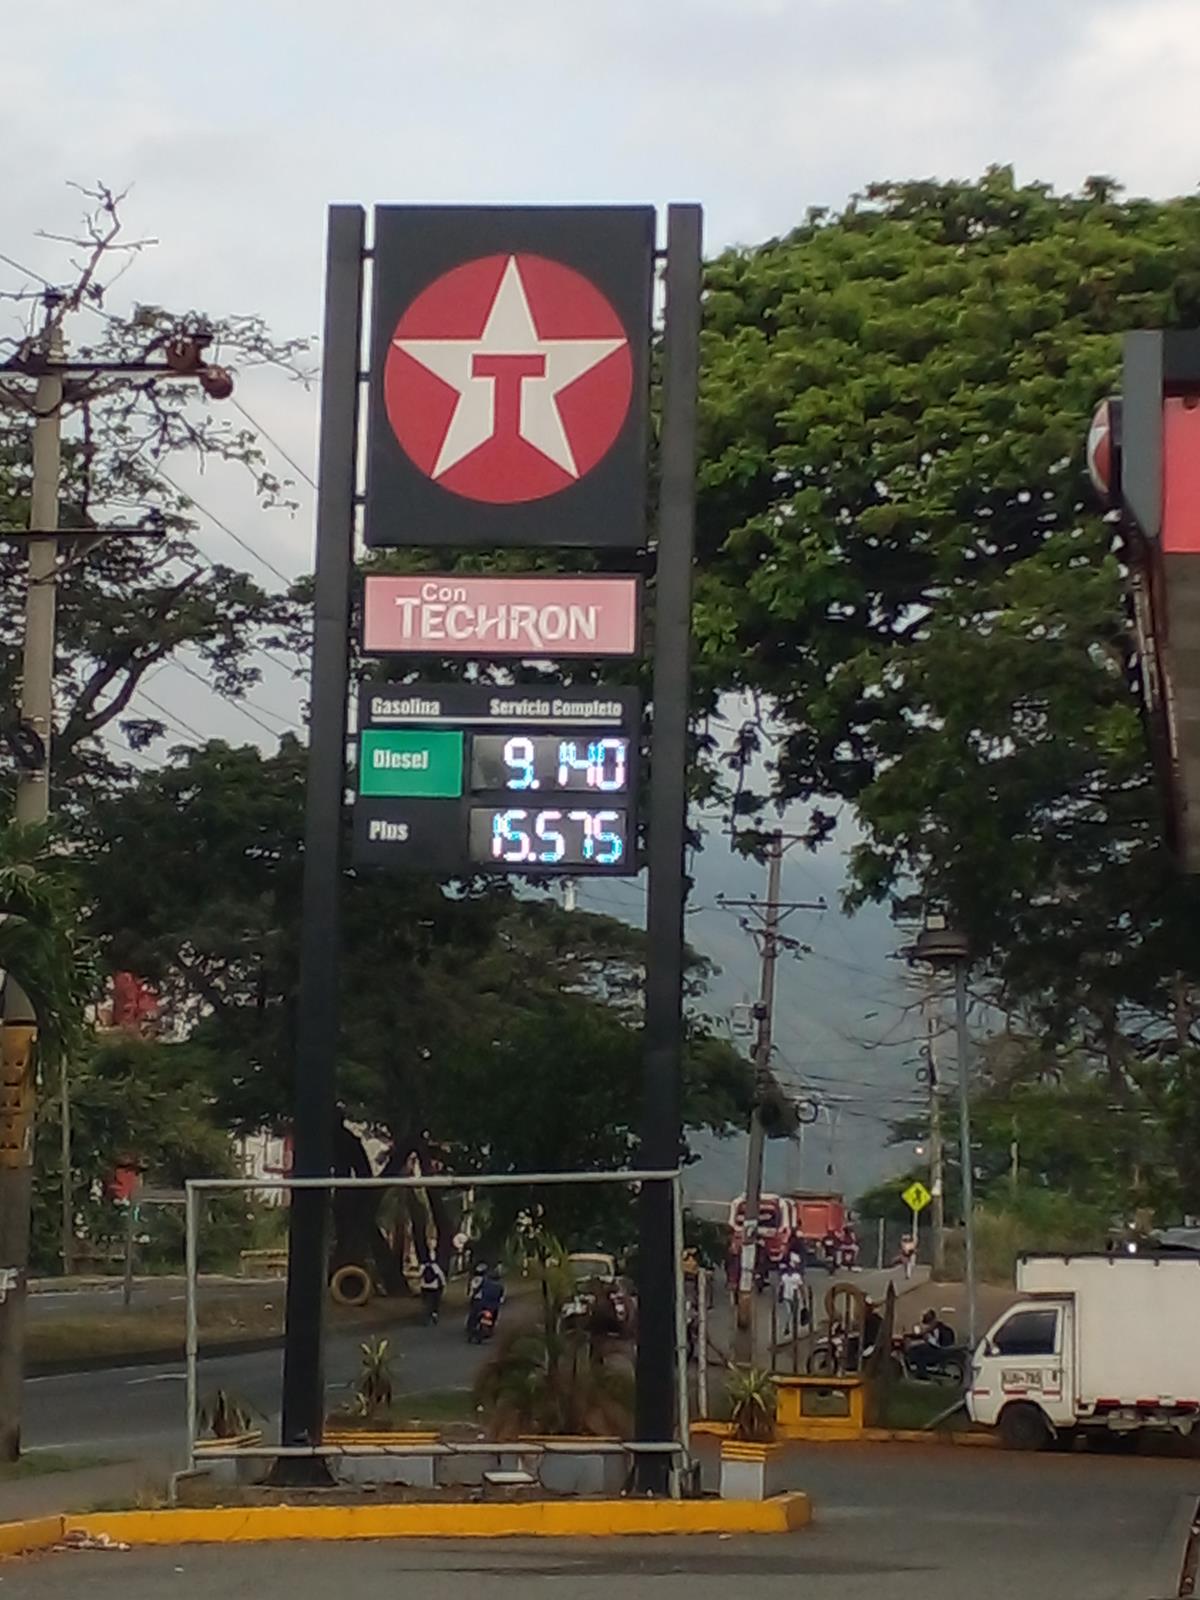 T
Con
TECHRON
Gasolina Servicio Completo
Diesel 9.140
Plus 15.575